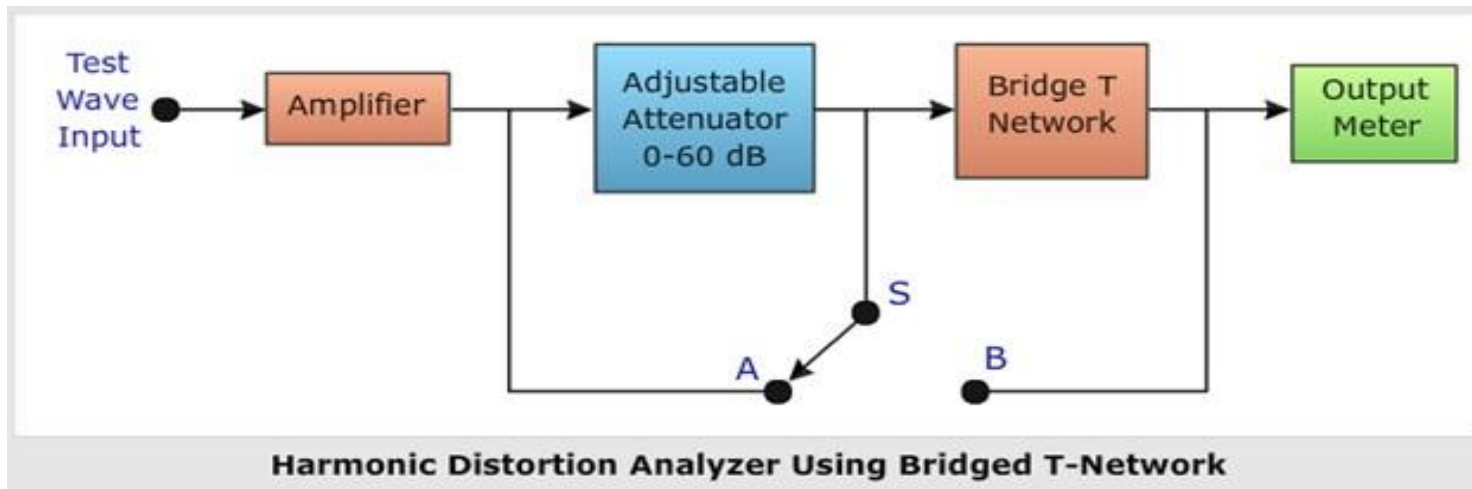 Test
Wave
Input
Amplifier
Adjustable
Attenuator
0-60 dB
Bridge T
Network
Output
Meter
S
A
B
Harmonic Distortion Analyzer Using Bridged T-Network